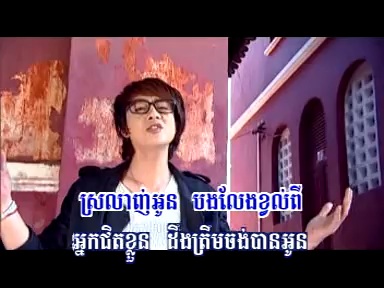 ស្រលាញ់អូន បងលែងខ្វល់ពី
អ្នកជិតខ្លួន ដឹងត្រឹមចង់បានអូន